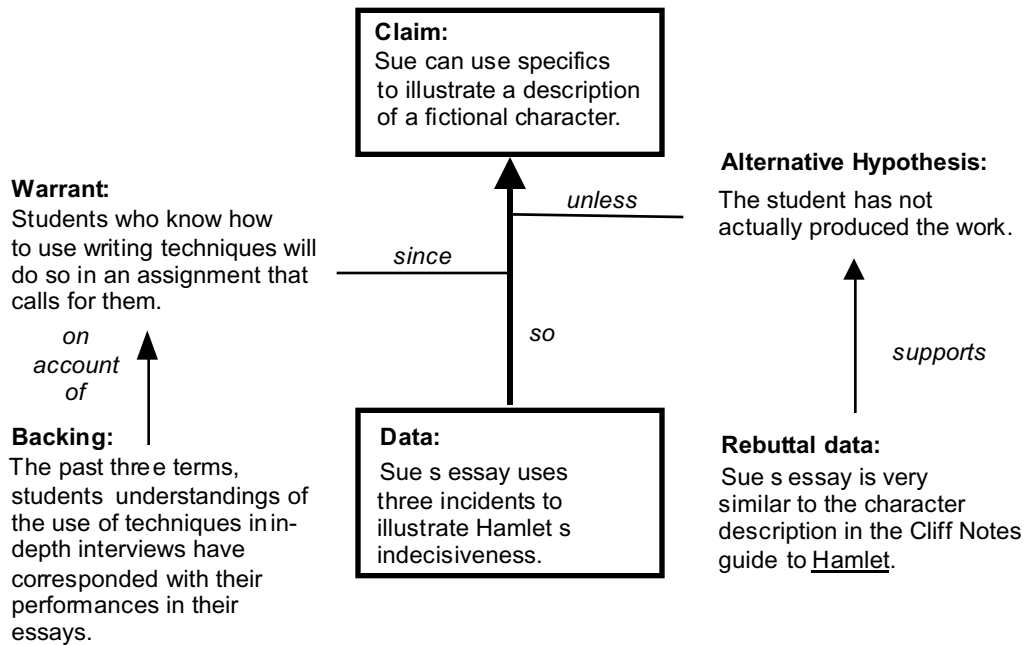 Claim:
Sue can use specifics
to illustrate a description
of a fictional character.
Warrant:
Students who know how
to use writing techniques will
do so in an assignment that
calls for them.
since
unless
Alternative Hypothesis:
The student has not
actually produced the work.
on
account
of
so
supports
Backing:
The past three terms,
students understandings of
the use of techniques in in-
depth interviews have
corresponded with their
performances in their
essays.
Data:
Sue s essay uses
three incidents to
illustrate Hamlet s
indecisiveness.
Rebuttal data:
Sue s essay is very
similar to the character
description in the Cliff Notes
guide to Hamlet.